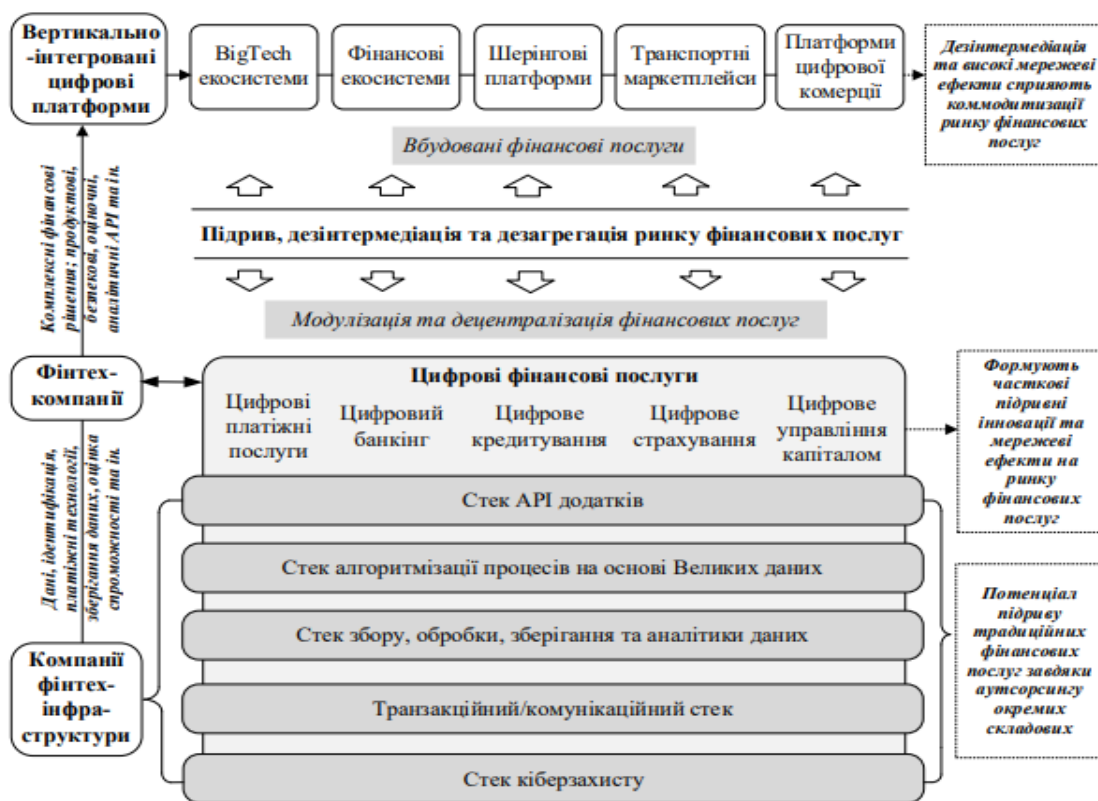 Вертикально
-інтегровані
цифрові
платформи
BigTech
екосистеми
Фінансові
екосистеми
Шерінгові
платформи
Транспортні
маркетплейси
Платформи
цифрової
комерції
Дезінтермедіація
та високі мережеві
ефекти сприяють
коммодитизації
ринку фінансових
послуг
Вбудовані фінансові послуги
Комплексні фінансові
рішення; продуктові,
безпекові, оціночні,
аналітичні API та ін.
Підрив, дезінтермедіація та дезагрегація ринку фінансових послуг
Модулізація та децентралізація фінансових послуг
Фінтех-
компанії
Цифрові фінансові послуги
Цифрові
платіжні
послуги
Цифровий
банкінг
Цифрове
кредитування
Цифрове
страхування
Цифрове
управління
капіталом
Формують
часткові
підривні
інновації та
мережеві
ефекти на
ринку
фінансових
послуг
Дані, ідентифікація,
платіжні технології,
зберігання даних, оцінка
спроможності та ін.
Стек API додатків
Стек алгоритмізації процесів на основі Великих даних
Стек збору, обробки, зберігання та аналітики даних
Транзакційний/комунікаційний стек
Стек кіберзахисту
Компанії
фінтех-
інфра-
структури
Потенціал
підриву
традиційних
фінансових
послуг завдяки
аутсорсингу
окремих
складових